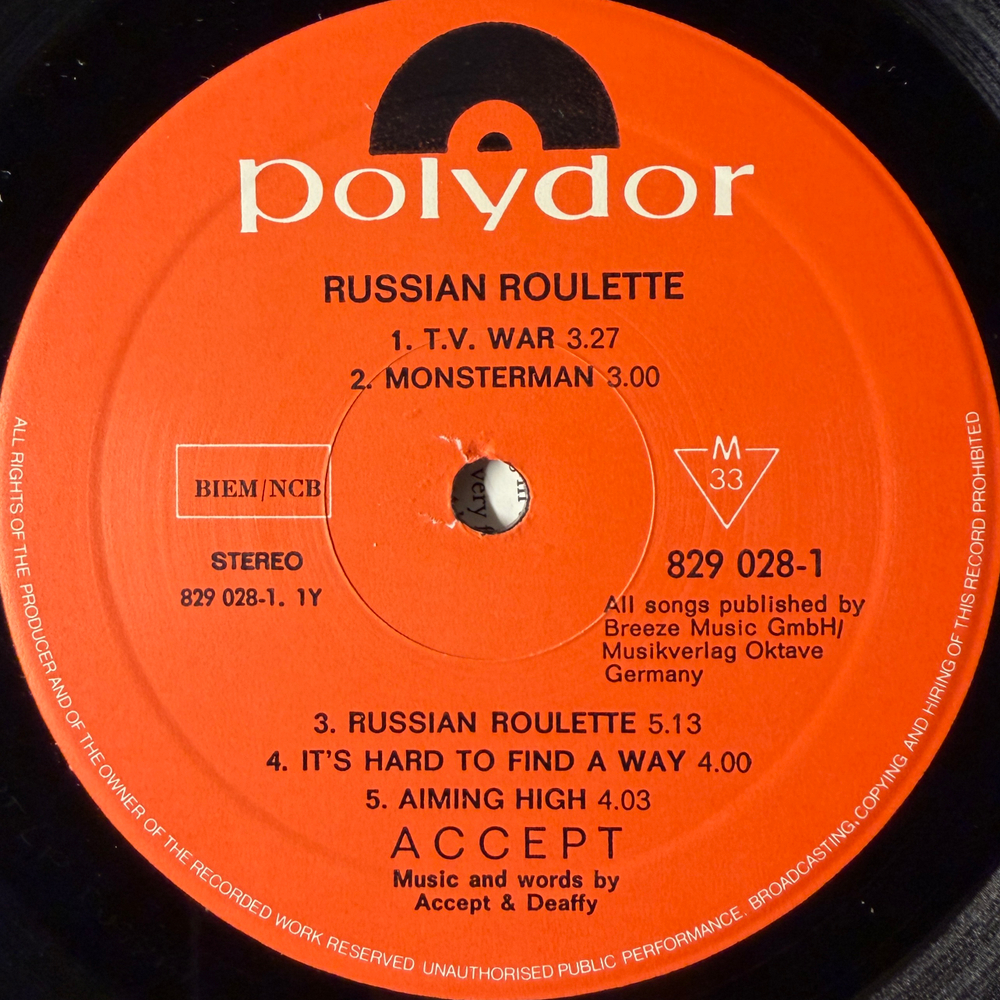 polydor
RUSSIAN ROULETTE
1. T.V. WAR 3.27
2. MONSTERMAN 3.00
BIEM/NCB
M
33
STEREO
829 028-1. 1Y
829 028-1
All songs published by
Breeze Music GmbH/
Musikverlag Oktave
Germany
very
3. RUSSIAN ROULETTE 5.13
4. IT'S HARD TO FIND A WAY 4.00
5. AIMING HIGH 4.03
ACCEPT
Music and words by
Accept & Deaffy
ALL RIGHTS OF THE PRODUCER AND OF THE OWNER OF THE RECORDED WORK RESERVED UNAUTHORISED PUBLIC PERFORMANCE, BROADCASTING, COPYING AND HIRING OF THIS RECORD PROHIBITED